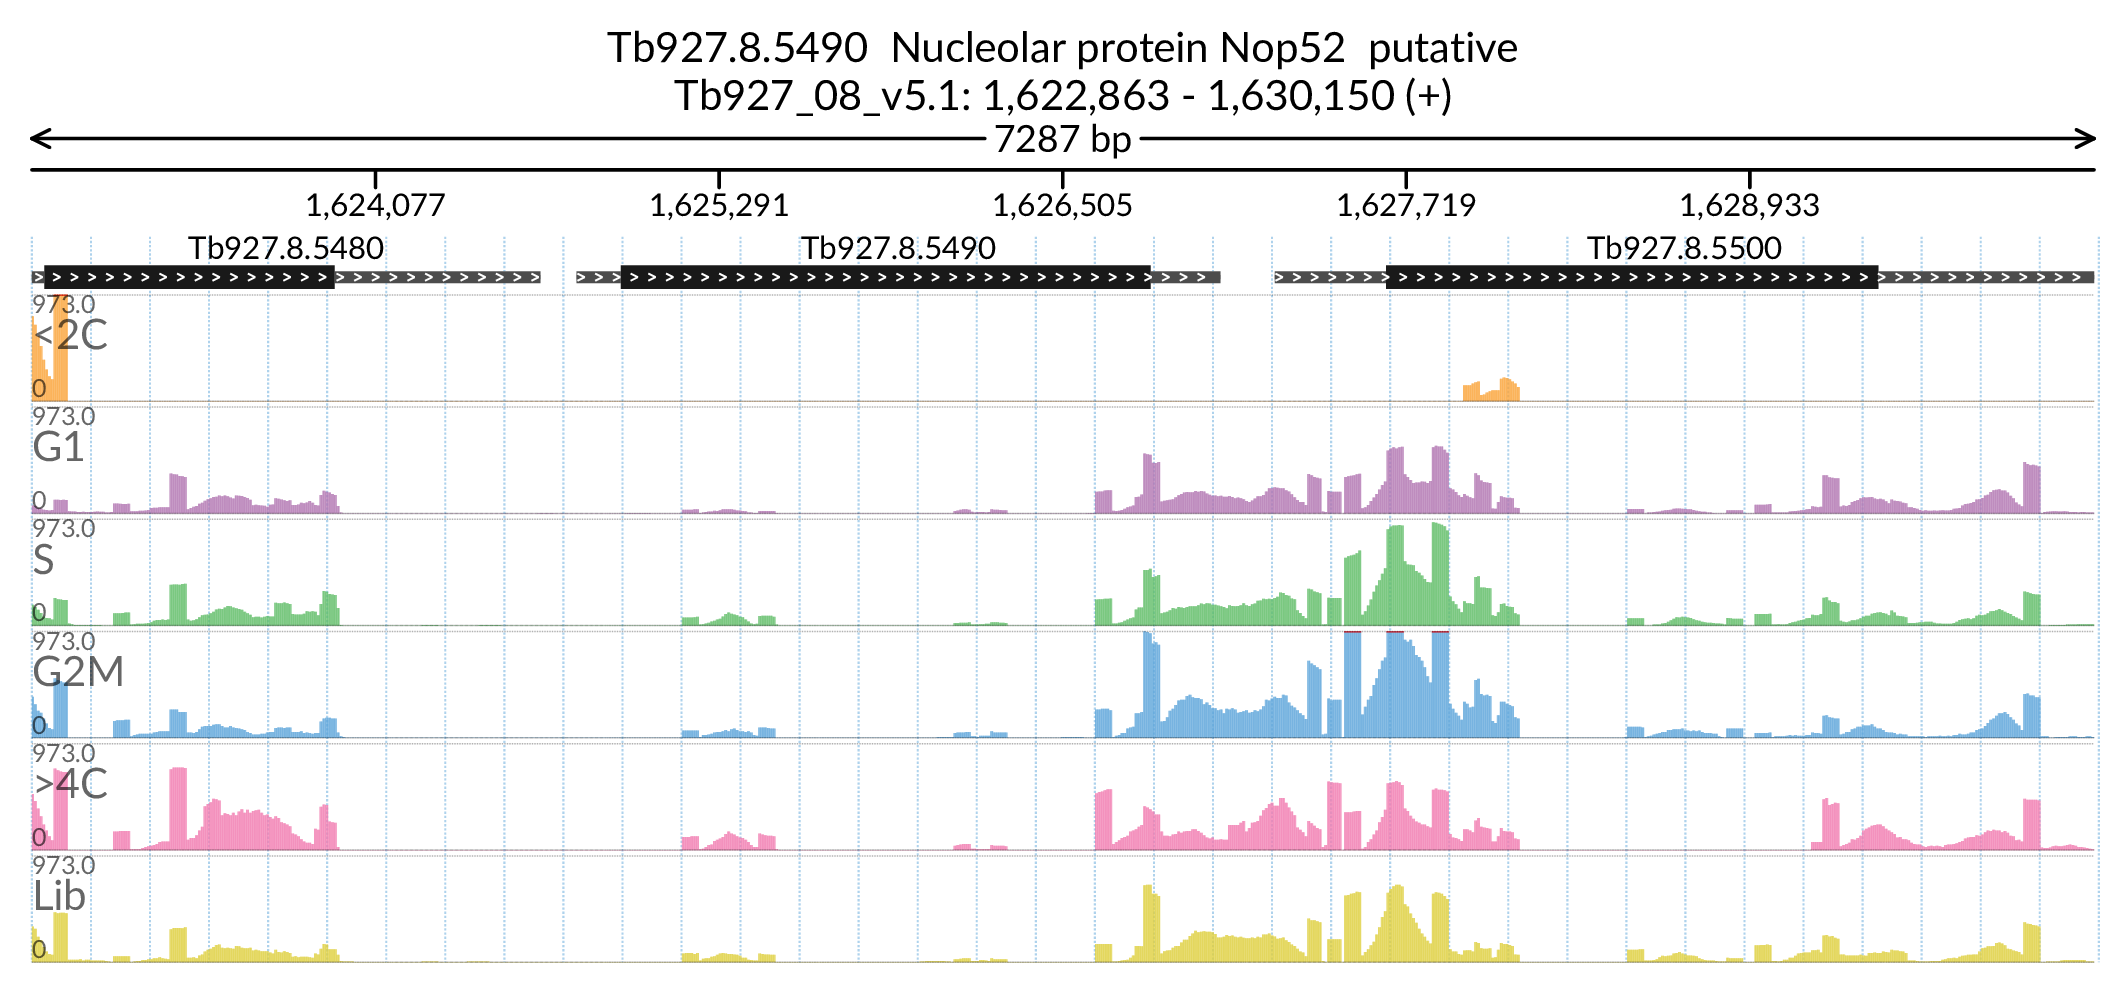 Tb927.8.5490 Nucleolar protein Nop52 putative
Tb927_08_v5.1: 1,622,863 - 1,630,150 (+)
7287 bp
1,624,077 1,625,291 1,626,505 1,627,719 1,628,933
Tb927.8.5480 Tb927.8.5490 Tb927.8.5500
973.0
<2C
0
973.0
G1
0
973.0
S
0
973.0
G2M
0
973.0
>4C
0
973.0
Lib
0